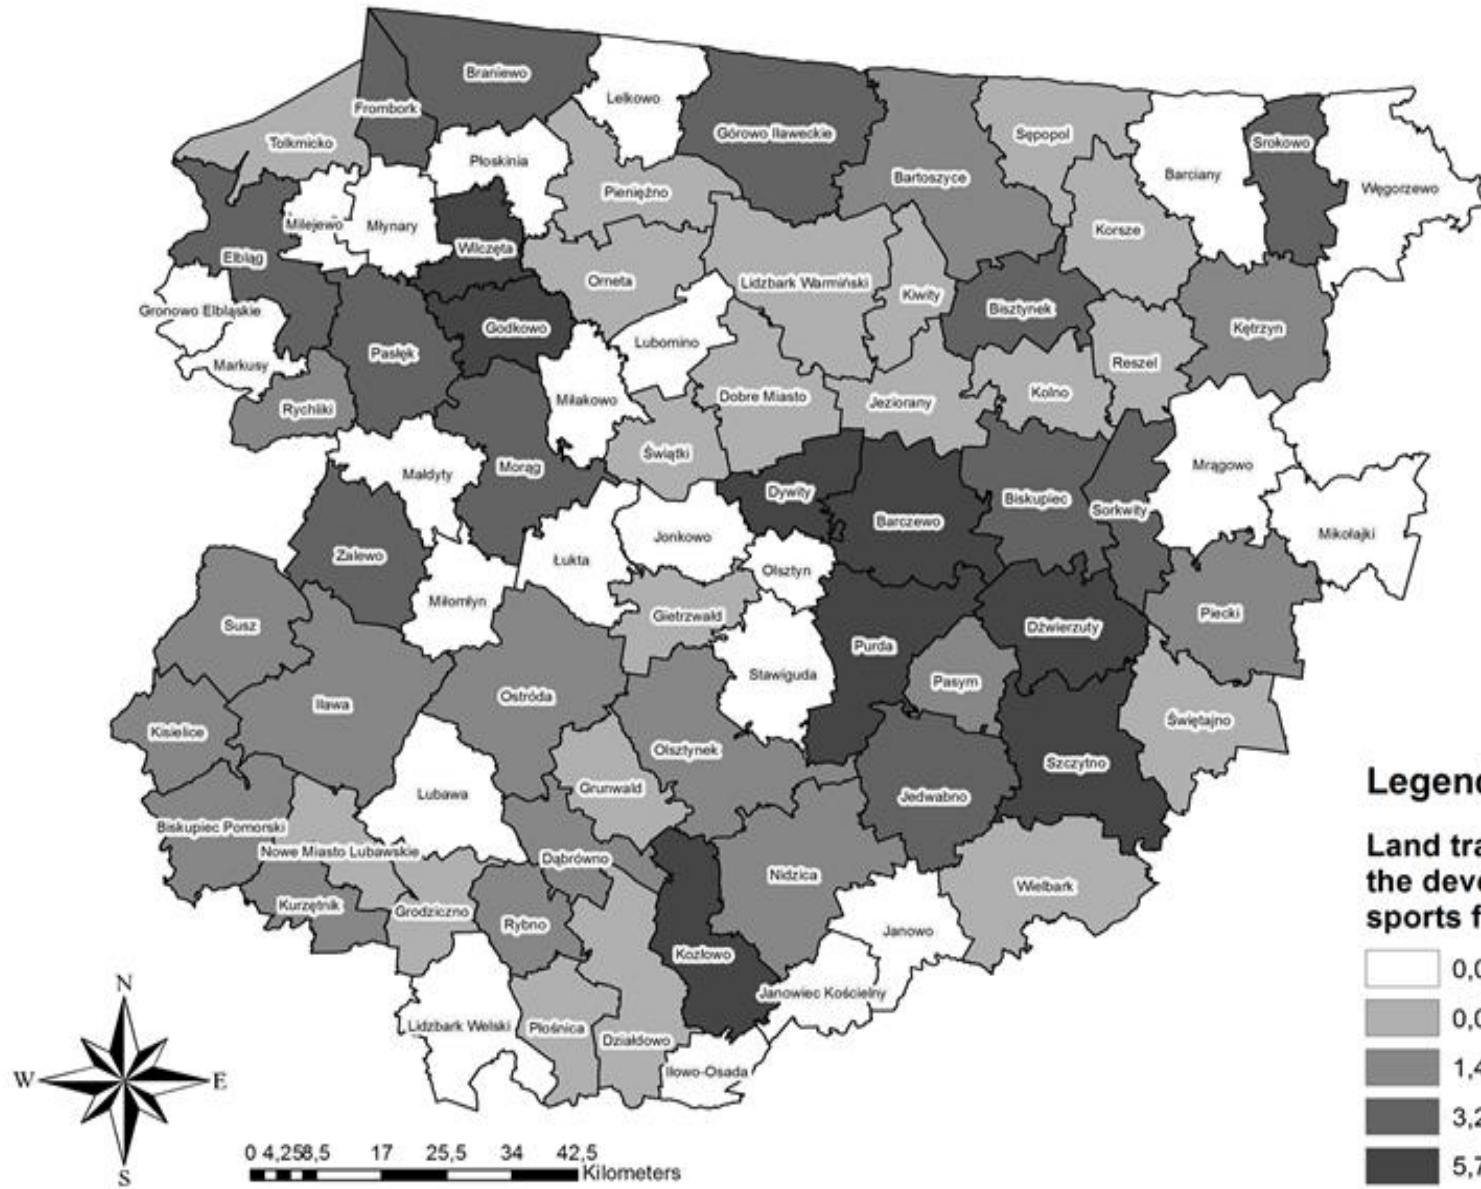 Braniewo
Lelkowo
Frombork
Górowo Iławeckie
Tolkmicko
Sępopol
Srokowo
Płoskinia
Bartoszyce
Barciany
Węgorzewo
Pieniężno
Milejewo
Młynary
Korsze
Wilczęta
Elbląg
Orneta
Lidzbark Warmiński
Kiwity
Gronowo Elbląskie
Bisztynek
Godkowo
Kętrzyn
Lubomino
Pasłęk
Markusy
Reszel
Kolno
Dobre Miasto
Miłakowo
Jeziorany
Rychliki
Świątki
Mrągowo
Morąg
Małdyty
Dywity
Biskupiec
Sorkwity
Barczewo
Mikołajki
Jonkowo
Zalewo
Łukta
Olsztyn
Miłomłyn
Piecki
Gietrzwałd
Susz
Dźwierzuty
Purda
Stawiguda
Pasym
Ostróda
Iława
Świętajno
Kisielice
Olsztynek
Szczytno
Grunwald
Lubawa
Jedwabno
Biskupiec Pomorski
Nowe Miasto Lubawskie
Dąbrówno
Nidzica
Wielbark
Kurzętnik
Grodziczno
Rybno
Janowo
Kozłowo
Janowiec Kościelny
Lidzbark Welski
Płośnica
Działdowo
Iłowo-Osada
Legend
Land tra
the deve
sports f
0,0
0,0
1,4
3,2
5,7
N
W
E
S
0 4,25 8,5 17 25,5 34 42,5
Kilometers